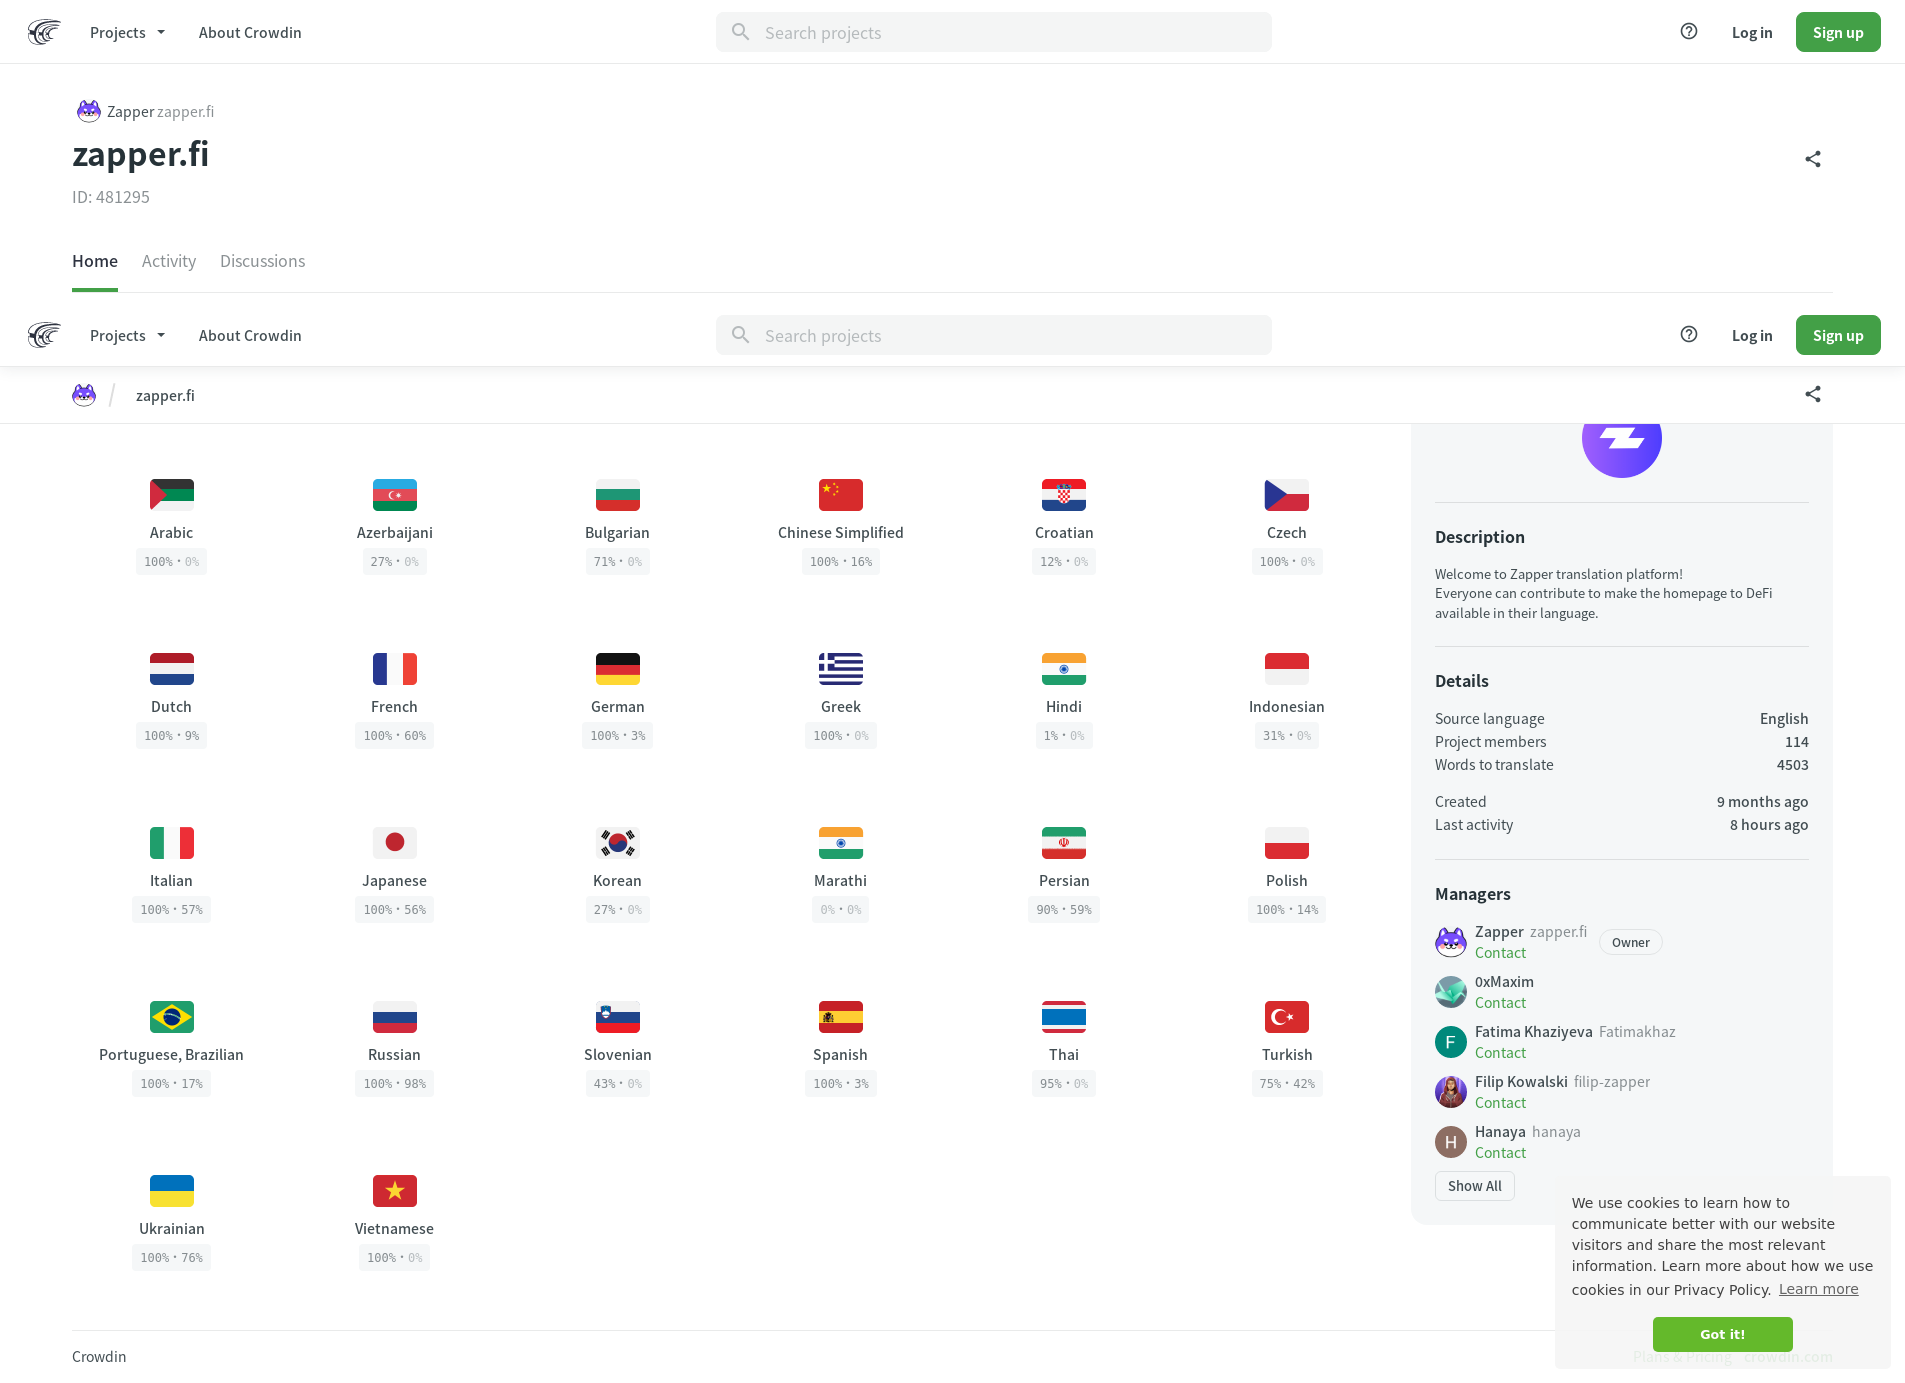 Projects About Crowdin Search projects Log in Sign up
Zapper zapper.fi
zapper.fi
ID: 481295
Home Activity Discussions
Projects About Crowdin Search projects Log in Sign up
/ zapper.fi
Arabic Azerbaijani Bulgarian Chinese Simplified Croatian Czech
100% · 0% 27% · 0% 71% · 0% 100% · 16% 12% · 0% 100% · 0%
Dutch French German Greek Hindi Indonesian
100% · 9% 100% · 60% 100% · 3% 100% · 0% 1% · 0% 31% · 0%
Italian Japanese Korean Marathi Persian Polish
100% · 57% 100% · 56% 27% · 0% 0% · 0% 90% · 59% 100% · 14%
Portuguese, Brazilian Russian Slovenian Spanish Thai Turkish
100% · 17% 100% · 98% 43% · 0% 100% · 3% 95% · 0% 75% · 42%
Ukrainian Vietnamese
100% · 76% 100% · 0%
Description
Welcome to Zapper translation platform!
Everyone can contribute to make the homepage to DeFi
available in their language.
Details
Source language English
Project members 114
Words to translate 4503
Created 9 months ago
Last activity 8 hours ago
Managers
Zapper zapper.fi Owner
Contact
0xMaxim
Contact
F Fatima Khaziyeva Fatimakhaz
Contact
Filip Kowalski filip-zapper
Contact
H Hanaya hanaya
Contact
Show All
We use cookies to learn how to
communicate better with our website
visitors and share the most relevant
information. Learn more about how we use
cookies in our Privacy Policy. Learn more
Got it!
Crowdin Plans & Pricing crowdin.com